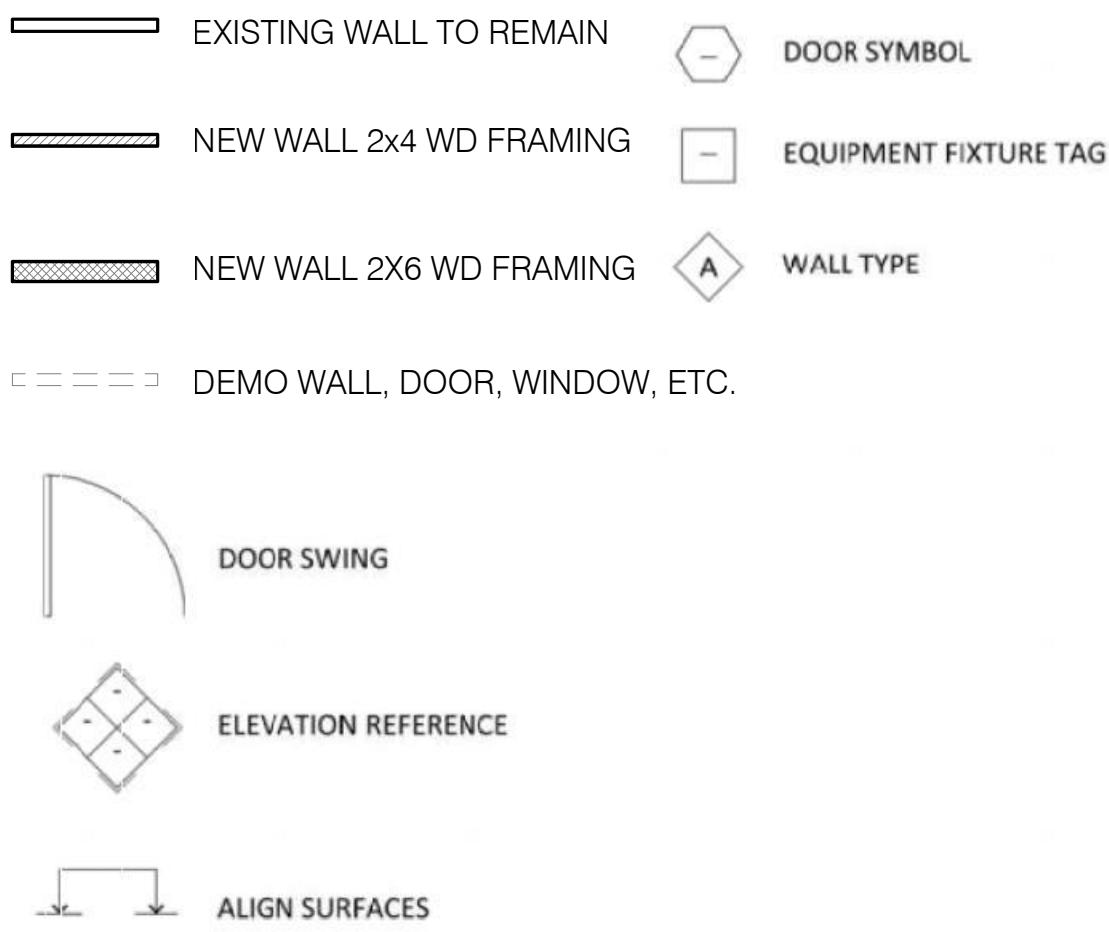 EXISTING WALL TO REMAIN
NEW WALL 2x4 WD FRAMING
NEW WALL 2X6 WD FRAMING
DEMO WALL, DOOR, WINDOW, ETC.
DOOR SWING
- 
- -
-
ELEVATION REFERENCE
ALIGN SURFACES
- DOOR SYMBOL
- EQUIPMENT FIXTURE TAG
A WALL TYPE